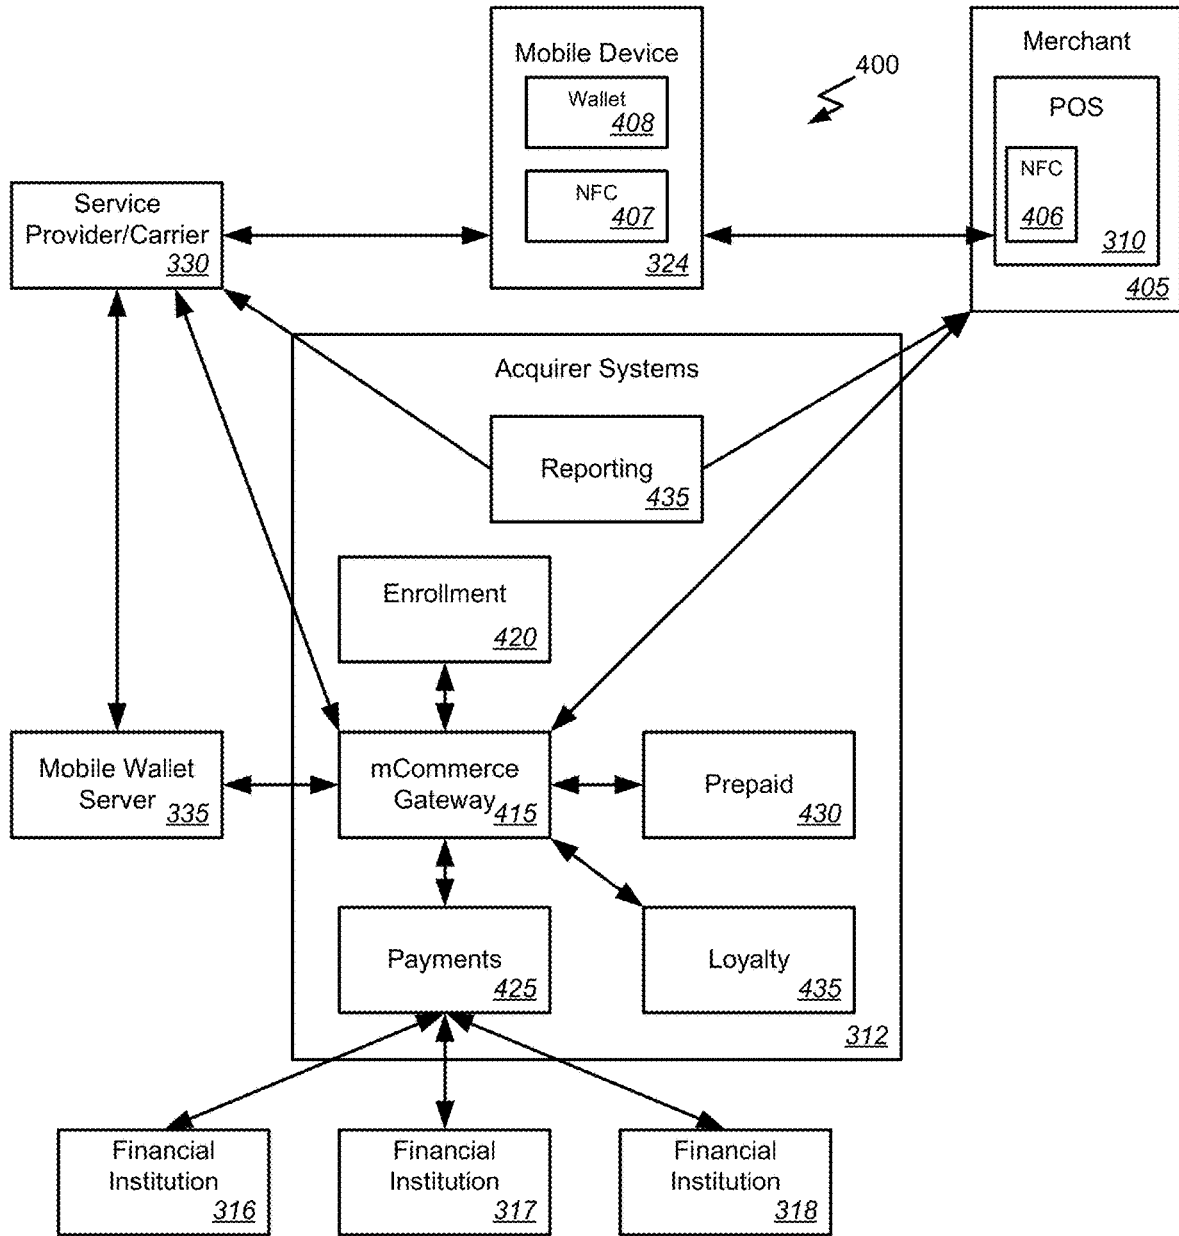 Mobile Device
Wallet
408
NFC
407
324
400
Merchant
POS
NFC
406
310
405
Service
Provider/Carrier
330
Acquirer Systems
Reporting
435
Enrollment
420
Mobile Wallet
Server
335
mCommerce
Gateway
415
Prepaid
430
Payments
425
Loyalty
435
312
Financial
Institution
316
Financial
Institution
317
Financial
Institution
318